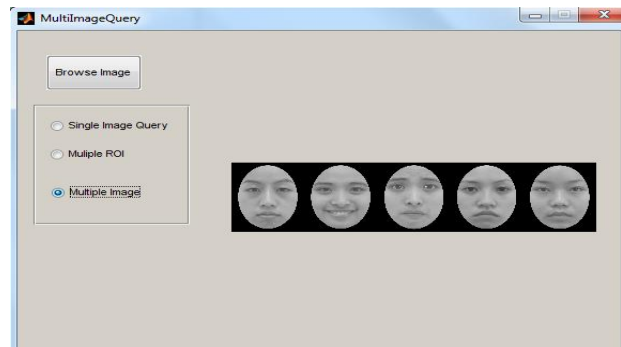 MultiImageQuery
Browse Image
Single Image Query
Muliple ROI
Multiple Image